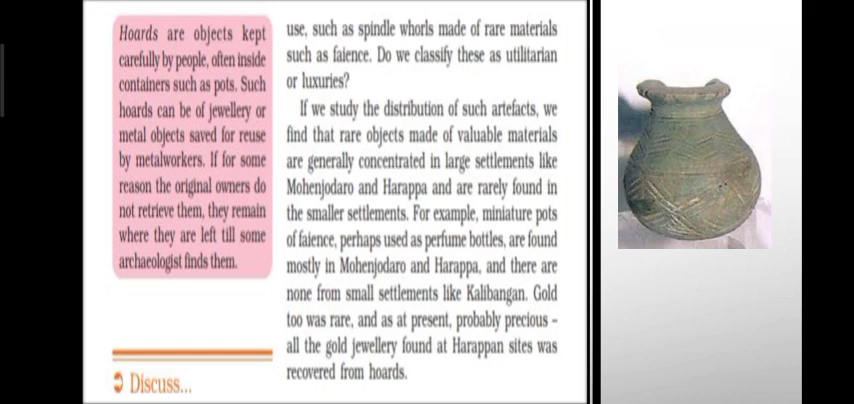 Hoards are objects kept
carefully by people, often inside
containers such as pots. Such
hoards can be of jewellery or
metal objects saved for reuse
by metalworkers. If for some
reason the original owners do
not retrieve them, they remain
where they are left till some
archaeologist finds them.
Discuss...
use, such as spindle whorls made of rare materials
such as faience. Do we classify these as utilitarian
or luxuries?
If we study the distribution of such artefacts, we
find that rare objects made of valuable materials
are generally concentrated in large settlements like
Mohenjodaro and Harappa and are rarely found in
the smaller settlements. For example, miniature pots
of faience, perhaps used as perfume bottles, are found
mostly in Mohenjodaro and Harappa, and there are
none from small settlements like Kalibangan. Gold
too was rare, and as at present, probably precious –
all the gold jewellery found at Harappan sites was
recovered from hoards.